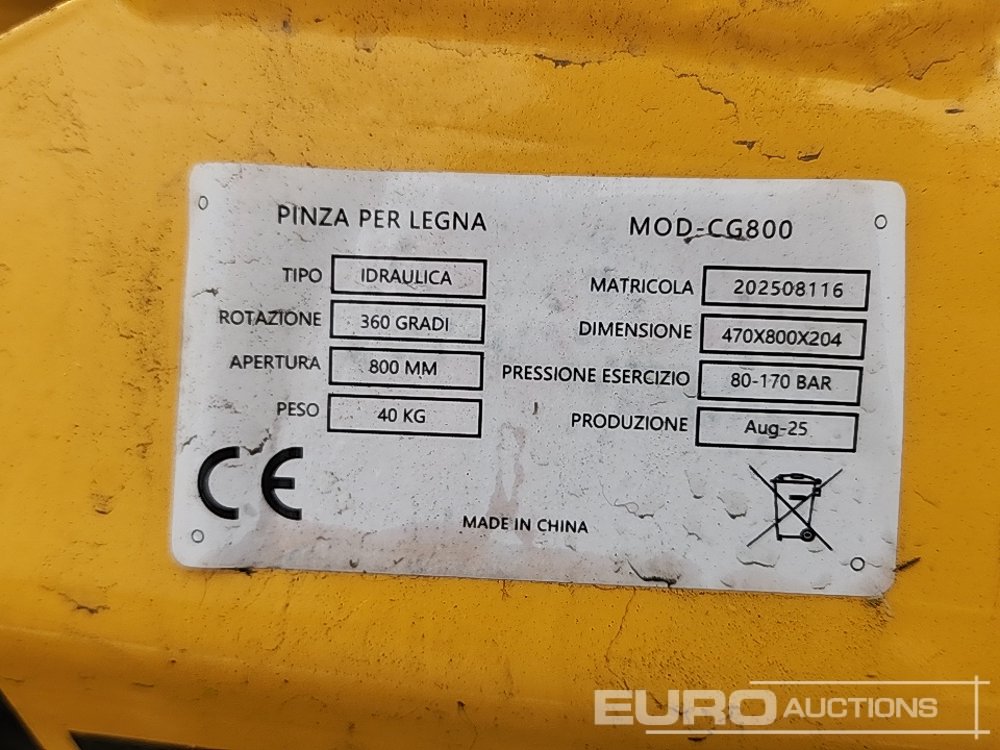 PINZA PER LEGNA
MOD-CG800
TIPO IDRAULICA
MATRICOLA 202508116
ROTAZIONE 360 GRADI
DIMENSIONE 470X800X204
APERTURA 800 MM
PRESSIONE ESERCIZIO 80-170 BAR
PESO 40 KG
PRODUZIONE Aug-25
CE
MADE IN CHINA
EURO AUCTIONS